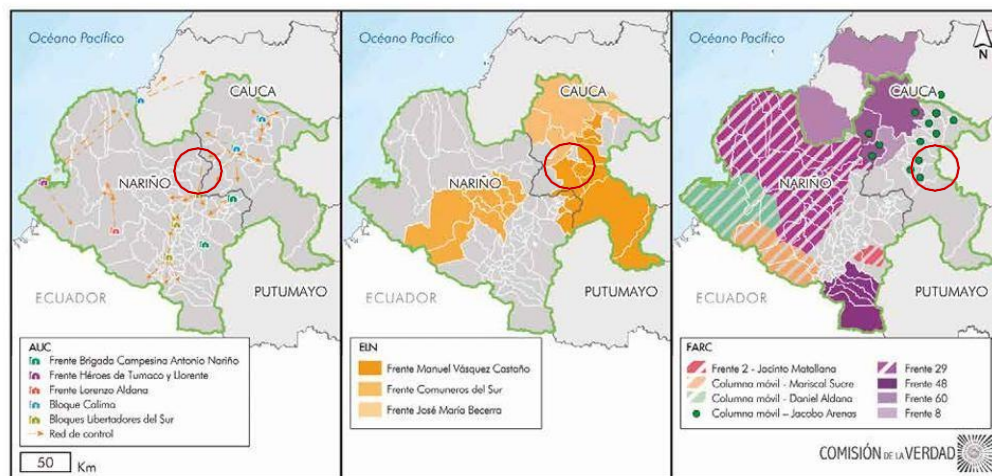 Océano Pacífico
CAUCA
NARIÑO
ECUADOR
PUTUMAYO
AUC
Frente Brigada Campesina Antonio Nariño
Frente Héroes de Tumaco y Llorente
Frente Lorenzo Aldana
Bloque Calima
Bloques Libertadores del Sur
Red de control
50 Km
Océano Pacífico
CAUCA
NARIÑO
ECUADOR
PUTUMAYO
ELN
Frente Manuel Vásquez Castaño
Frente Comuneros del Sur
Frente José María Becerra
Océano Pacífico
N
CAUCA
NARIÑO
ECUADOR
PUTUMAYO
FARC
Frente 2 - Jacinto Matallana
Columna móvil - Mariscal Sucre
Columna móvil - Daniel Aldana
Columna móvil – Jacobo Arenas
Frente 29
Frente 48
Frente 60
Frente 8
COMISIÓN DE LA VERDAD